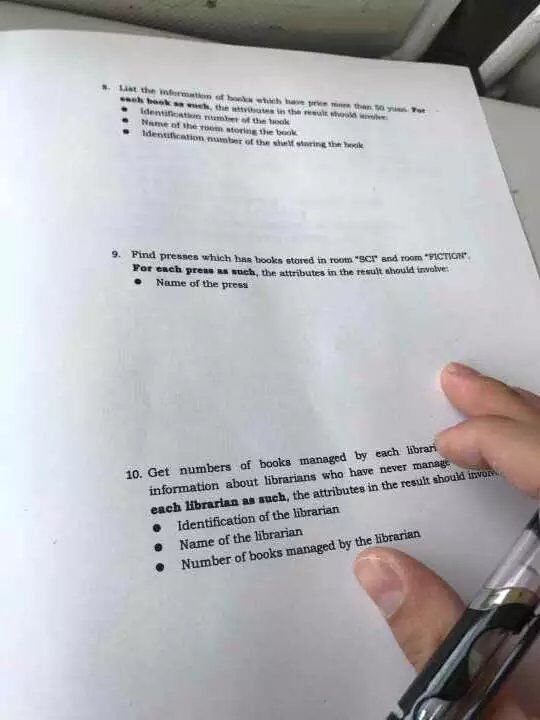 8. List the information of books which have price more than 50 yuan. For
each book as such, the attributes in the result should involve:
• Identification number of the book
• Name of the room storing the book
• Identification number of the shelf storing the book
9. Find presses which has books stored in room "SCI" and room "FICTION".
For each press as such, the attributes in the result should involve:
• Name of the press
10. Get numbers of books managed by each librari
information about librarians who have never manage
each librarian as such, the attributes in the result should invol
• Identification of the librarian
• Name of the librarian
• Number of books managed by the librarian